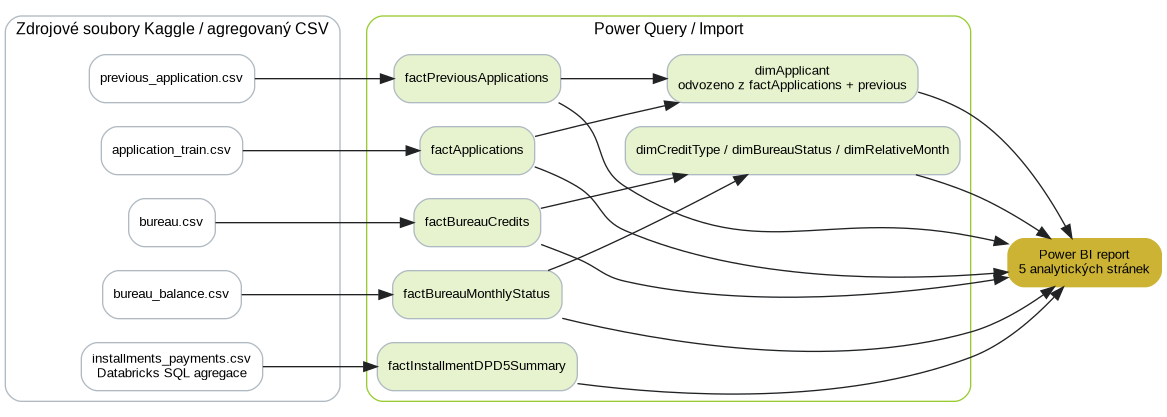 Zdrojové soubory Kaggle / agregovaný CSV
previous_application.csv
application_train.csv
bureau.csv
bureau_balance.csv
installments_payments.csv
Databricks SQL agregace
Power Query / Import
factPreviousApplications
factApplications
factBureauCredits
factBureauMonthlyStatus
factInstallmentDPD5Summary
dimApplicant
odvozeno z factApplications + previous
dimCreditType / dimBureauStatus / dimRelativeMonth
Power BI report
5 analytických stránek